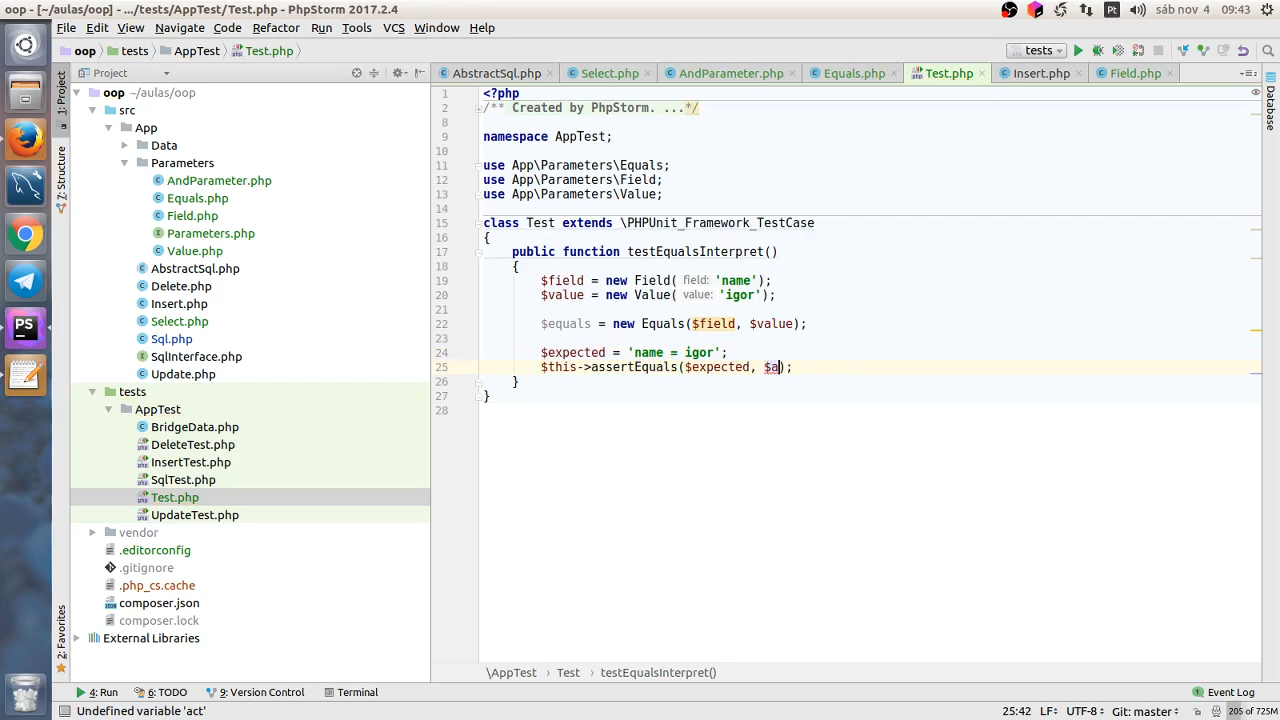 oop - [~/aulas/oop] - .../tests/AppTest/Test.php - PhpStorm 2017.2.4
Pt
sáb nov 4
09:43
File Edit View Navigate Code Refactor Run Tools VCS Window Help
oop tests AppTest Test.php
tests
Project
AbstractSql.php
Select.php
AndParameter.php
Equals.php
Test.php
Insert.php
Field.php
1: Project
Structure
2: Favorites
Database
PS
oop ~/aulas/oop
src
App
Data
Parameters
AndParameter.php
Equals.php
Field.php
Parameters.php
Value.php
AbstractSql.php
Delete.php
Insert.php
Select.php
Sql.php
SqlInterface.php
Update.php
tests
AppTest
BridgeData.php
DeleteTest.php
InsertTest.php
SqlTest.php
Test.php
UpdateTest.php
vendor
.editorconfig
.gitignore
.php_cs.cache
composer.json
composer.lock
External Libraries
1 <?php
2 /** Created by PhpStorm. ...*/
8
9 namespace AppTest;
10
11 use App\Parameters\Equals;
12 use App\Parameters\Field;
13 use App\Parameters\Value;
14
15 class Test extends \PHPUnit_Framework_TestCase
16 {
17 public function testEqualsInterpret()
18 {
19 $field = new Field( field: 'name');
20 $value = new Value( value: 'igor');
21
22 $equals = new Equals($field, $value);
23
24 $expected = 'name = igor';
25 $this->assertEquals($expected, $a);
26 }
27 }
28
\AppTest Test testEqualsInterpret()
4: Run 6: TODO 9: Version Control Terminal Event Log
Undefined variable 'act' 25:42 LF÷ UTF-8÷ Git: master÷ 205 of 725M